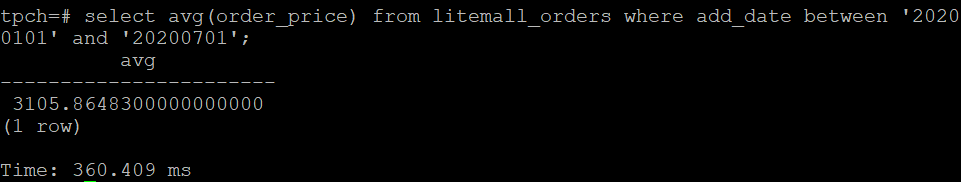 tpch=# select avg(order_price) from litemall_orders where add_date between '2020
0101' and '20200701';
avg
-----------------------
3105.8648300000000000
(1 row)
Time: 360.409 ms